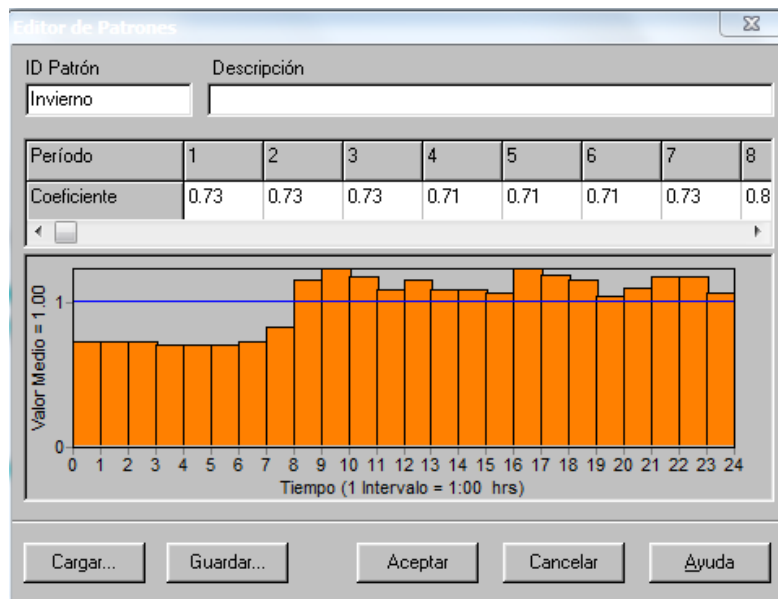 Editor de Patrones
ID Patrón Descripción
Invierno
Período 1 2 3 4 5 6 7 8
Coeficiente 0.73 0.73 0.73 0.71 0.71 0.71 0.73 0.8
Valor Medio = 1.00
1
0
0 1 2 3 4 5 6 7 8 9 10 11 12 13 14 15 16 17 18 19 20 21 22 23 24
Tiempo (1 Intervalo = 1:00 hrs)
Cargar... Guardar... Aceptar Cancelar Ayuda